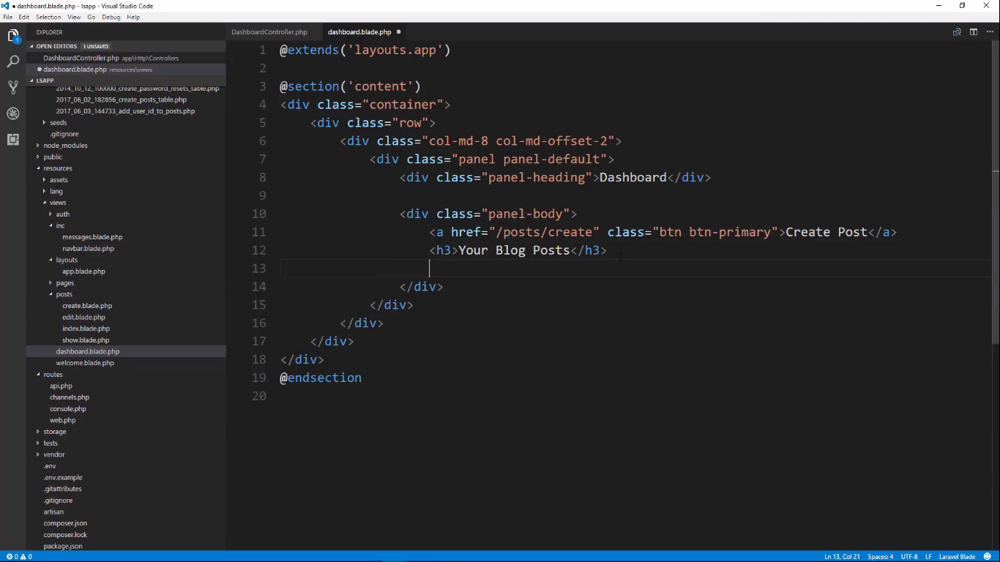 dashboard.blade.php - lsapp - Visual Studio Code
File Edit Selection View Go Debug Help
EXPLORER
OPEN EDITORS 1 UNSAVED
DashboardController.php app\Http\Controllers
dashboard.blade.php resources\views
LSAPP
2014_10_12_100000_create_password_resets_table.php
2017_06_02_182856_create_posts_table.php
2017_06_03_144733_add_user_id_to_posts.php
seeds
.gitignore
node_modules
public
resources
assets
lang
views
auth
inc
messages.blade.php
navbar.blade.php
layouts
app.blade.php
pages
posts
create.blade.php
edit.blade.php
index.blade.php
show.blade.php
dashboard.blade.php
welcome.blade.php
routes
api.php
channels.php
console.php
web.php
storage
tests
vendor
.env
.env.example
.gitattributes
.gitignore
artisan
composer.json
composer.lock
package.json
1
DashboardController.php dashboard.blade.php
1 @extends('layouts.app')
2
3 @section('content')
4 <div class="container">
5 <div class="row">
6 <div class="col-md-8 col-md-offset-2">
7 <div class="panel panel-default">
8 <div class="panel-heading">Dashboard</div>
9
10 <div class="panel-body">
11 <a href="/posts/create" class="btn btn-primary">Create Post</a>
12 <h3>Your Blog Posts</h3>
13
14 </div>
15 </div>
16 </div>
17 </div>
18 </div>
19 @endsection
20
0 0 Ln 13, Col 21 Spaces: 4 UTF-8 LF Laravel Blade